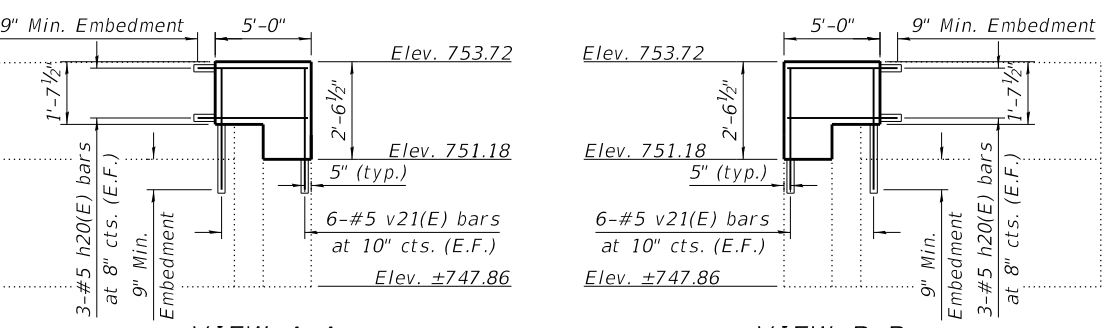 9" Min. Embedment
5'-0"
Elev. 753.72
1'-7½"
2'-6½"
Elev. 751.18
5" (typ.)
6-#5 v21(E) bars
at 10" cts. (E.F.)
3-#5 h20(E) bars
at 8" cts. (E.F.)
9" Min.
Embedment
Elev. ±747.86
VIEW A-A
5'-0"
9" Min. Embedment
Elev. 753.72
2'-6½"
1'-7½"
Elev. 751.18
5" (typ.)
6-#5 v21(E) bars
at 10" cts. (E.F.)
Elev. ±747.86
9" Min.
Embedment
3-#5 h20(E) bars
at 8" cts. (E.F.)
VIEW B-B